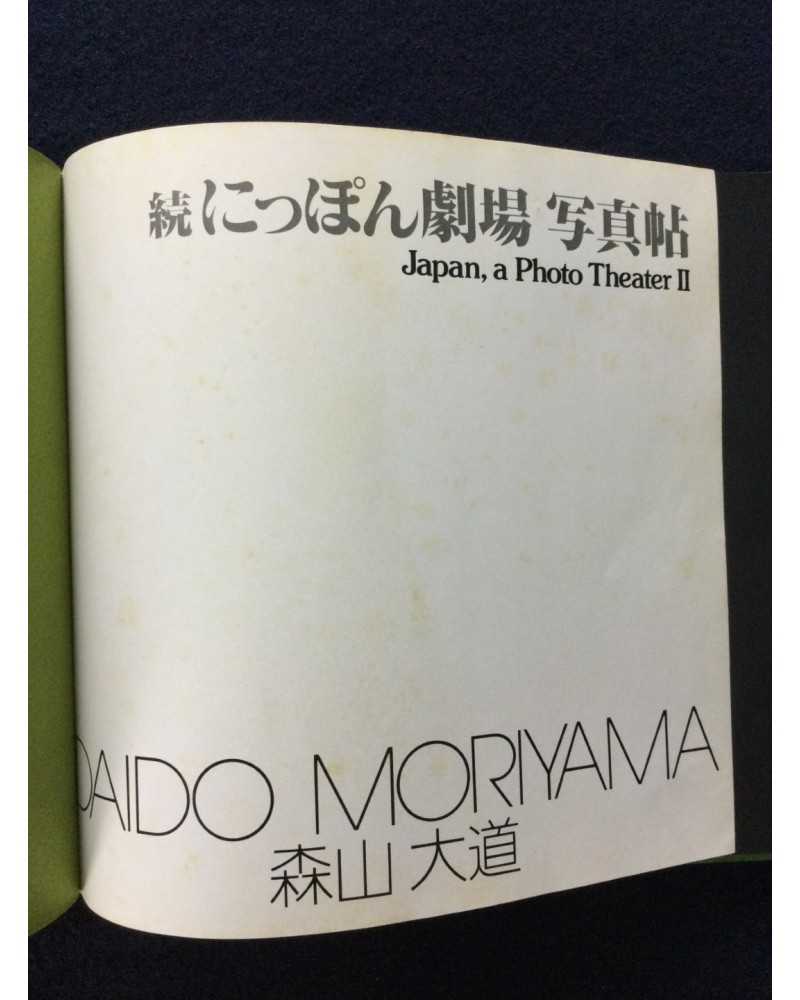 続 にっぽん劇場 写真帖
Japan, a Photo Theater II
DAIDO MORIYAMA
森山 大道